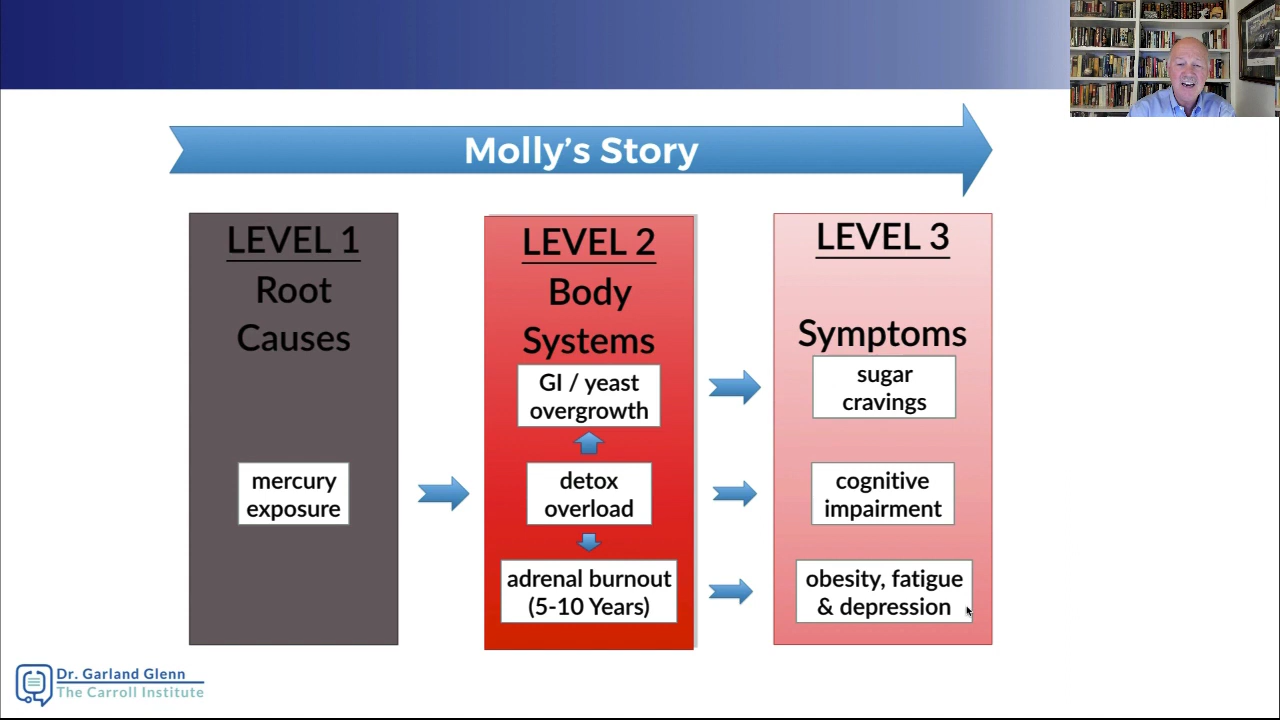 Molly's Story
LEVEL 1
Root
Causes
mercury
exposure
LEVEL 2
Body
Systems
GI / yeast
overgrowth
detox
overload
adrenal burnout
(5-10 Years)
LEVEL 3
Symptoms
sugar
cravings
cognitive
impairment
obesity, fatigue
& depression
Dr. Garland Glenn
The Carroll Institute